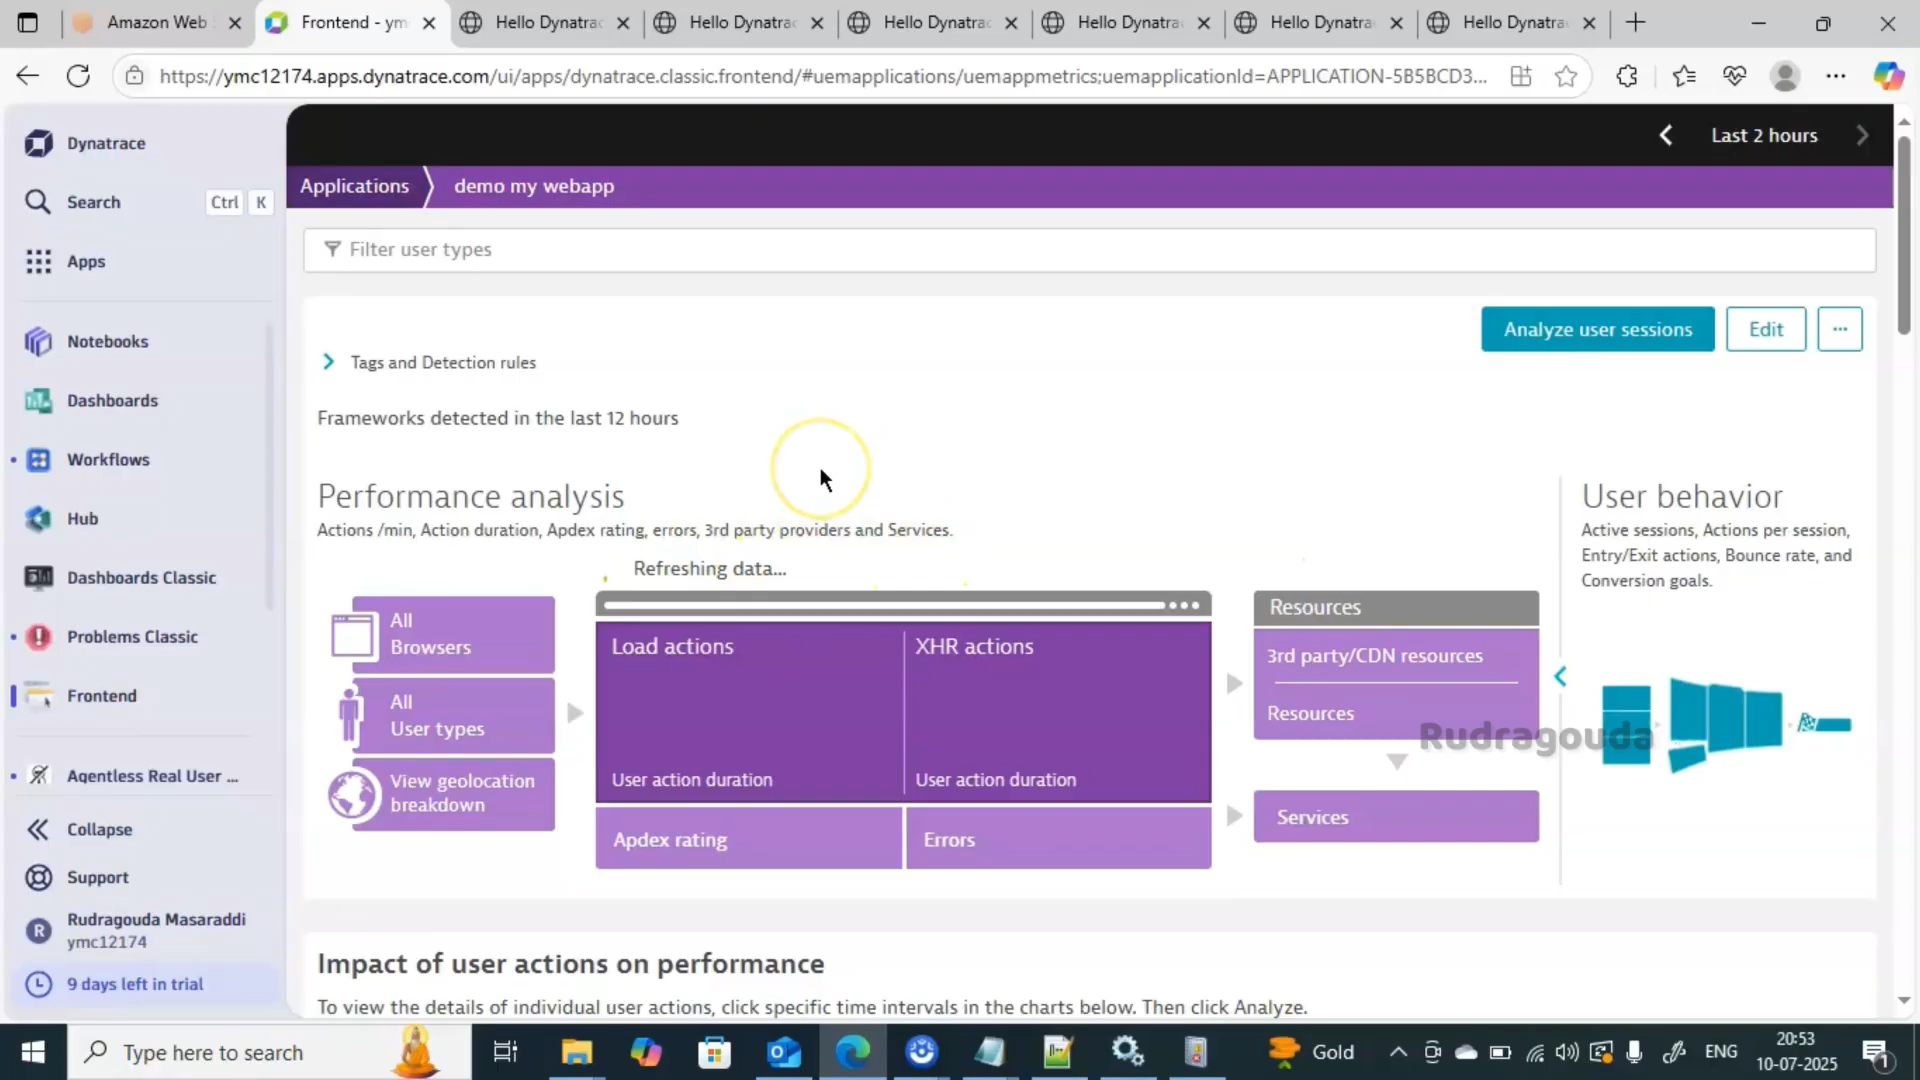 Amazon Web S
Frontend - ym
Hello Dynatrac
Hello Dynatrac
Hello Dynatrac
Hello Dynatrac
Hello Dynatra
Hello Dynatra
https://ymc12174.apps.dynatrace.com/ui/apps/dynatrace.classic.frontend/#uemapplications/uemappmetrics;uemapplicationId=APPLICATION-5B5BCD3...
Dynatrace
Search
Ctrl
K
Apps
Notebooks
Dashboards
Workflows
Hub
Dashboards Classic
Problems Classic
Frontend
Agentless Real User ...
Collapse
Support
R
Rudragouda Masaraddi
ymc12174
9 days left in trial
Last 2 hours
Applications
demo my webapp
Filter user types
Analyze user sessions
Edit
...
Tags and Detection rules
Frameworks detected in the last 12 hours
Performance analysis
Actions /min, Action duration, Apdex rating, errors, 3rd party providers and Services.
Refreshing data...
All
Browsers
All
User types
View geolocation
breakdown
Load actions
User action duration
XHR actions
User action duration
Apdex rating
Errors
Resources
3rd party/CDN resources
Resources
Services
User behavior
Active sessions, Actions per session,
Entry/Exit actions, Bounce rate, and
Conversion goals.
Rudragouda
Impact of user actions on performance
To view the details of individual user actions, click specific time intervals in the charts below. Then click Analyze.
Type here to search
Gold
ENG
20:53
10-07-2025
1